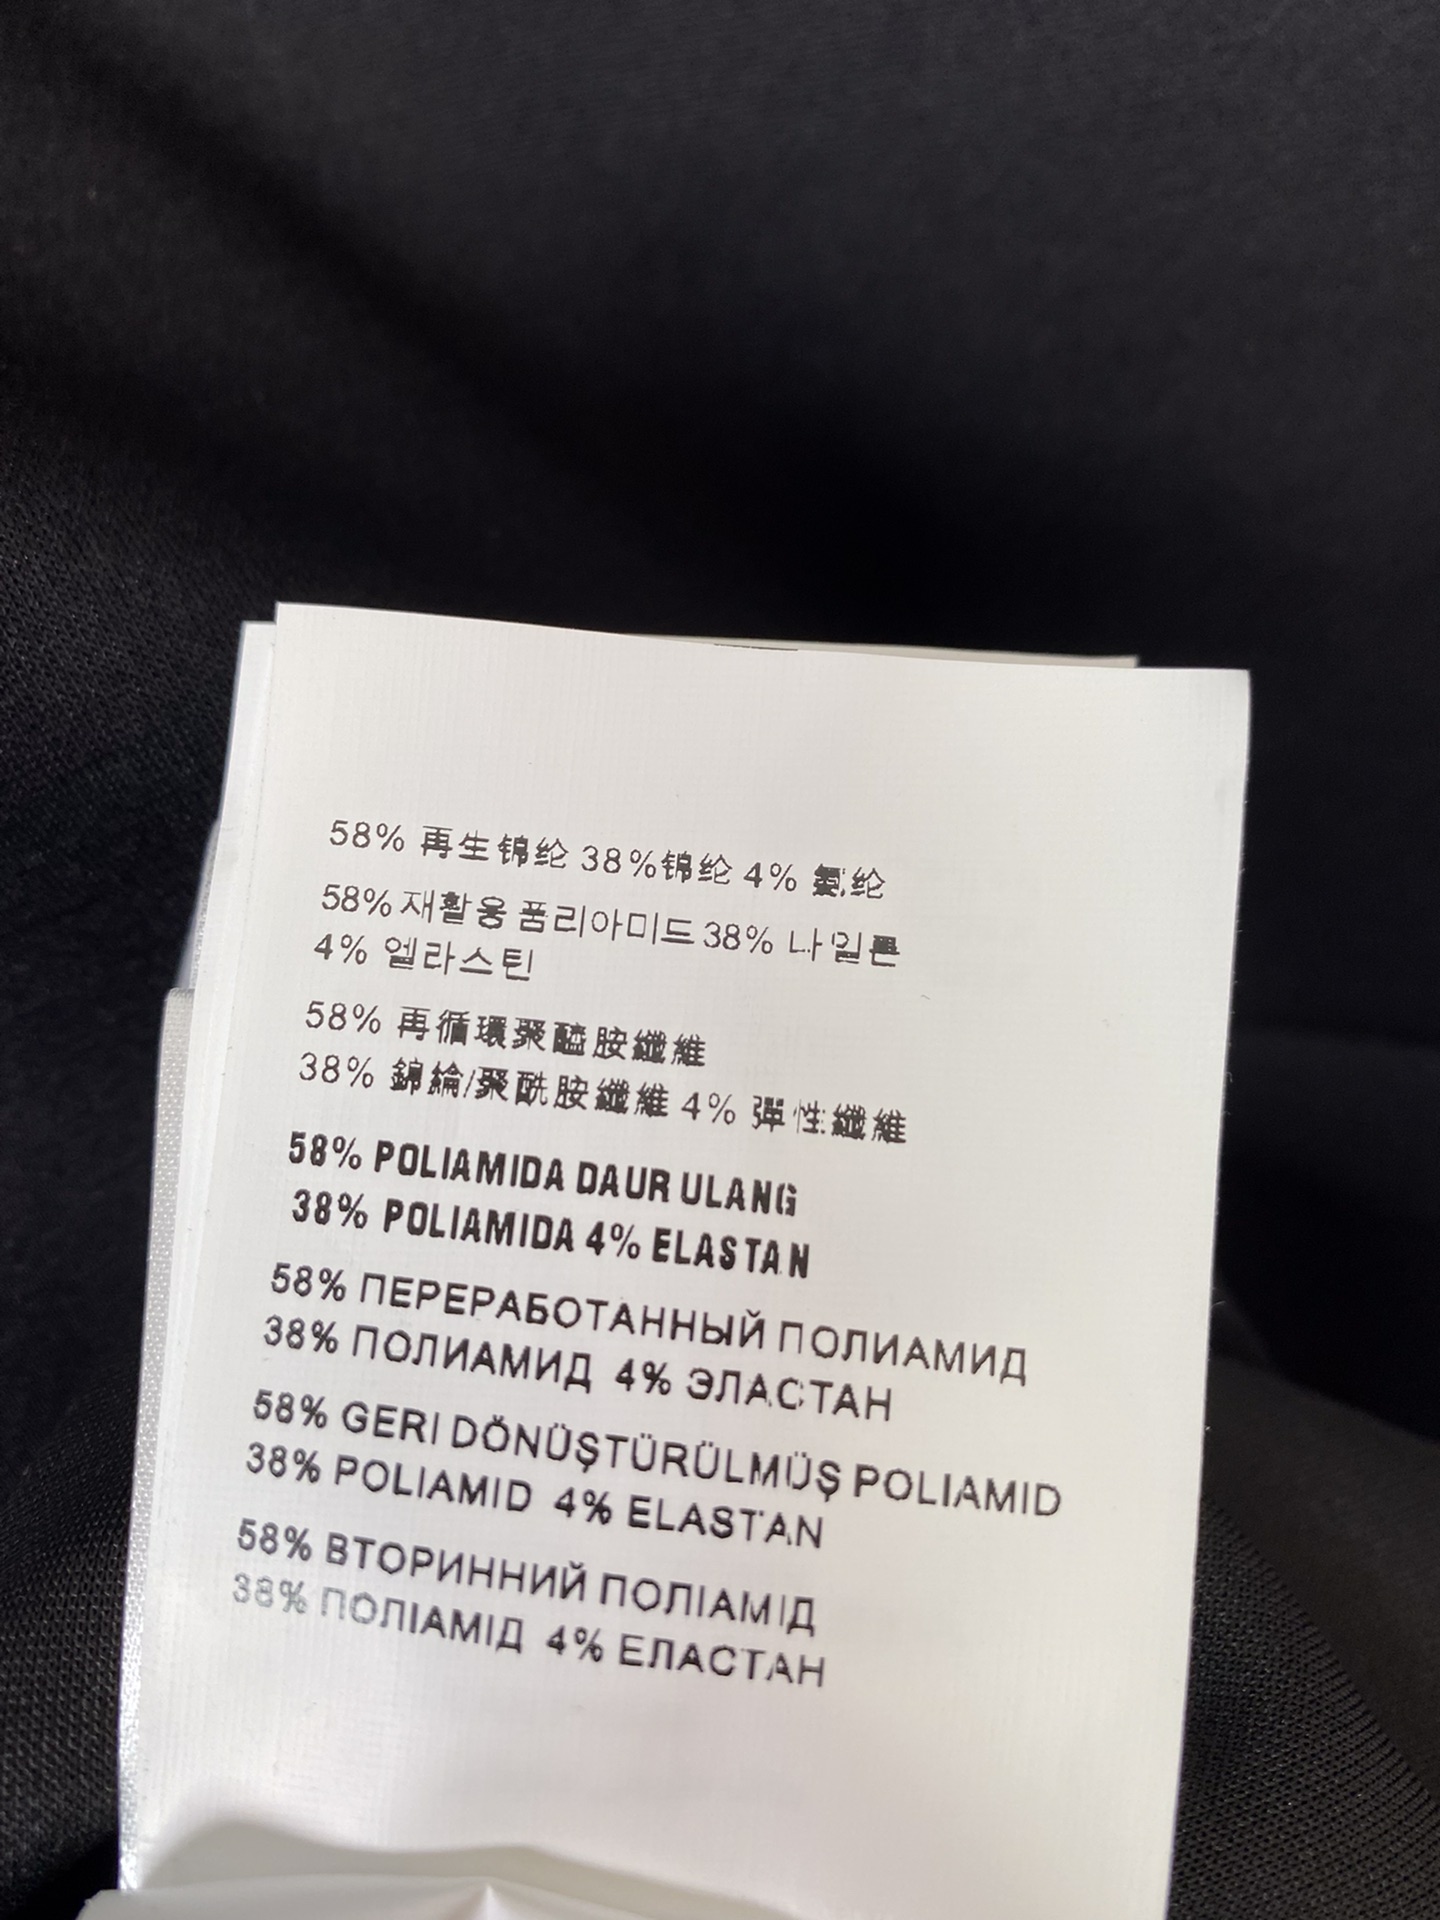 58% 再生锦纶 38%锦纶 4% 氨纶
58% 재활용 폼리아미드 38% 나일론
4% 엘라스틴
58% 再循環聚醯胺纖維
38% 錦綸/聚酰胺纖維 4% 彈性纖維
58% POLIAMIDA DAUR ULANG
38% POLIAMIDA 4% ELASTAN
58% ПЕРЕРАБОТАННЫЙ ПОЛИАМИД
38% ПОЛИАМИД 4% ЭЛАСТАН
58% GERI DÖNÜŞTÜRÜLMÜŞ POLIAMID
38% POLIAMID 4% ELASTAN
58% ВТОРИННИЙ ПОЛІАМІД
38% ПОЛІАМІД 4% ЕЛАСТАН